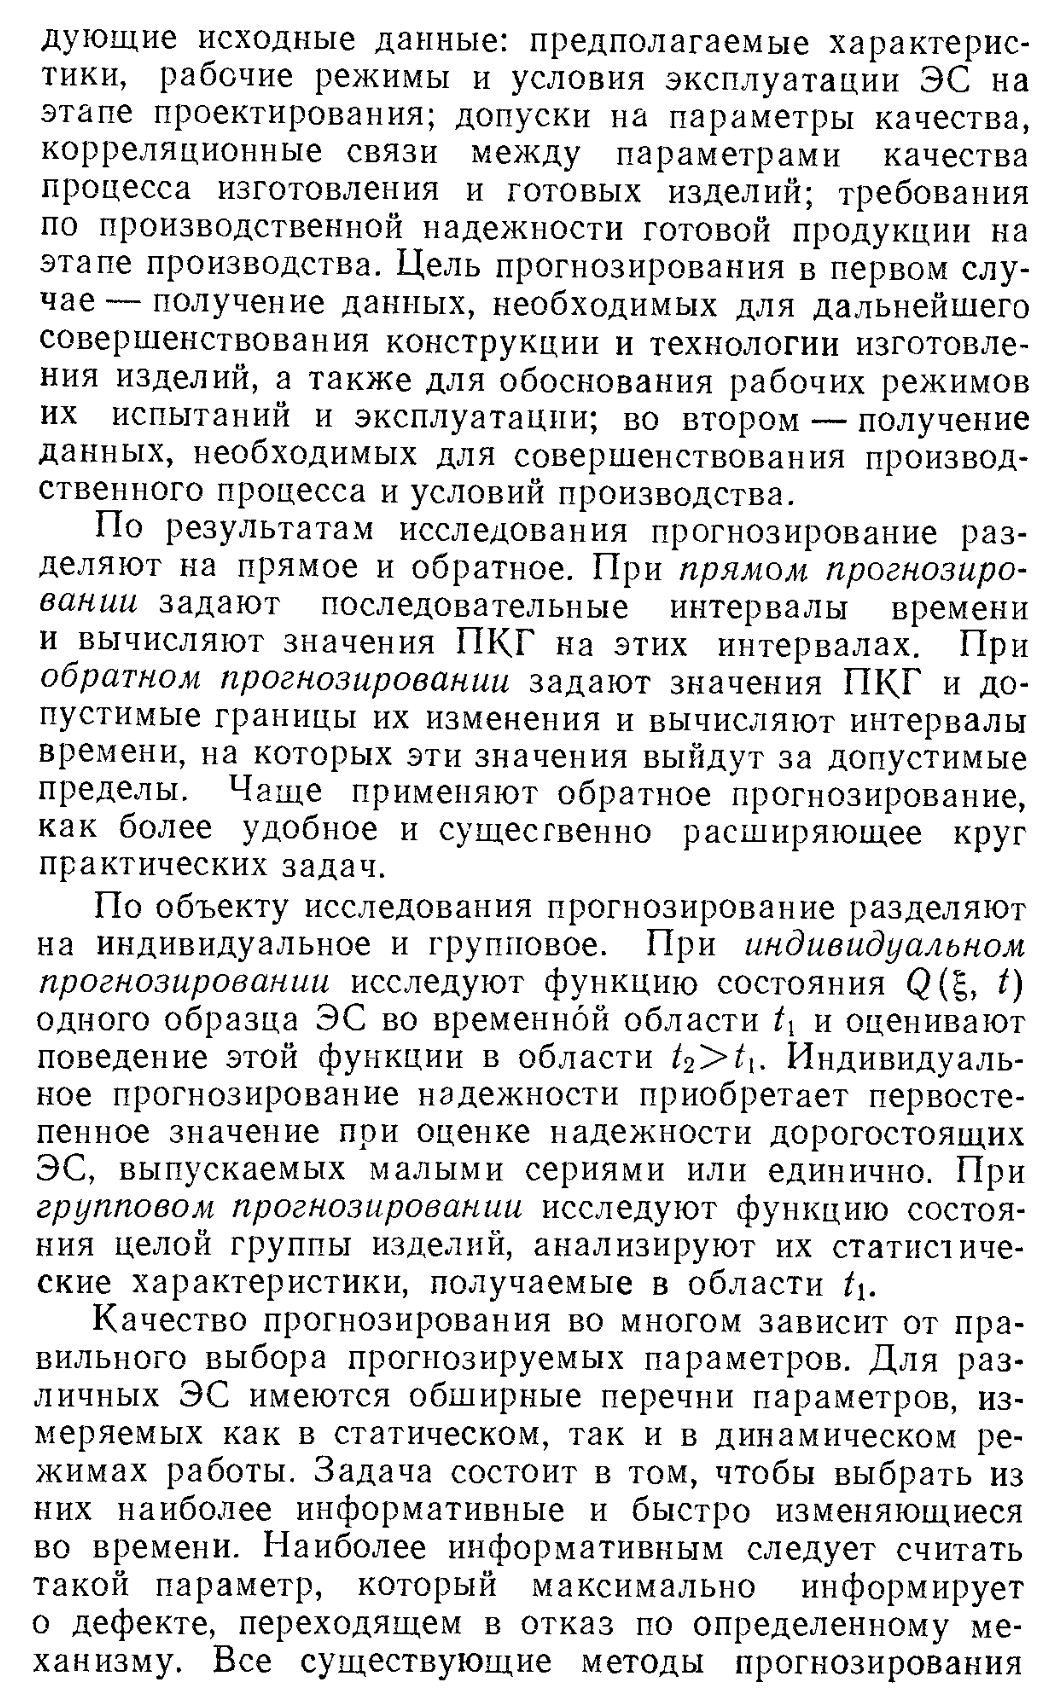 дующие исходные данные: предполагаемые характерис-
тики, рабочие режимы и условия эксплуатации ЭС на
этапе проектирования; допуски на параметры качества,
корреляционные связи между параметрами качества
процесса изготовления и готовых изделий; требования
по производственной надежности готовой продукции на
этапе производства. Цель прогнозирования в первом слу-
чае — получение данных, необходимых для дальнейшего
совершенствования конструкции и технологии изготовле-
ния изделий, а также для обоснования рабочих режимов
их испытаний и эксплуатации; во втором — получение
данных, необходимых для совершенствования производ-
ственного процесса и условий производства.
По результатам исследования прогнозирование раз-
деляют на прямое и обратное. При прямом прогнозиро-
вании задают последовательные интервалы времени
и вычисляют значения ПКГ на этих интервалах. При
обратном прогнозировании задают значения ПКГ и до-
пустимые границы их изменения и вычисляют интервалы
времени, на которых эти значения выйдут за допустимые
пределы. Чаще применяют обратное прогнозирование,
как более удобное и существенно расширяющее круг
практических задач.
По объекту исследования прогнозирование разделяют
на индивидуальное и групповое. При индивидуальном
прогнозировании исследуют функцию состояния Q(ξ, t)
одного образца ЭС во временно́й области t₁ и оценивают
поведение этой функции в области t₂>t₁. Индивидуаль-
ное прогнозирование надежности приобретает первосте-
пенное значение при оценке надежности дорогостоящих
ЭС, выпускаемых малыми сериями или единично. При
групповом прогнозировании исследуют функцию состоя-
ния целой группы изделий, анализируют их статистиче-
ские характеристики, получаемые в области t₁.
Качество прогнозирования во многом зависит от пра-
вильного выбора прогнозируемых параметров. Для раз-
личных ЭС имеются обширные перечни параметров, из-
меряемых как в статическом, так и в динамическом ре-
жимах работы. Задача состоит в том, чтобы выбрать из
них наиболее информативные и быстро изменяющиеся
во времени. Наиболее информативным следует считать
такой параметр, который максимально информирует
о дефекте, переходящем в отказ по определенному ме-
ханизму. Все существующие методы прогнозирования